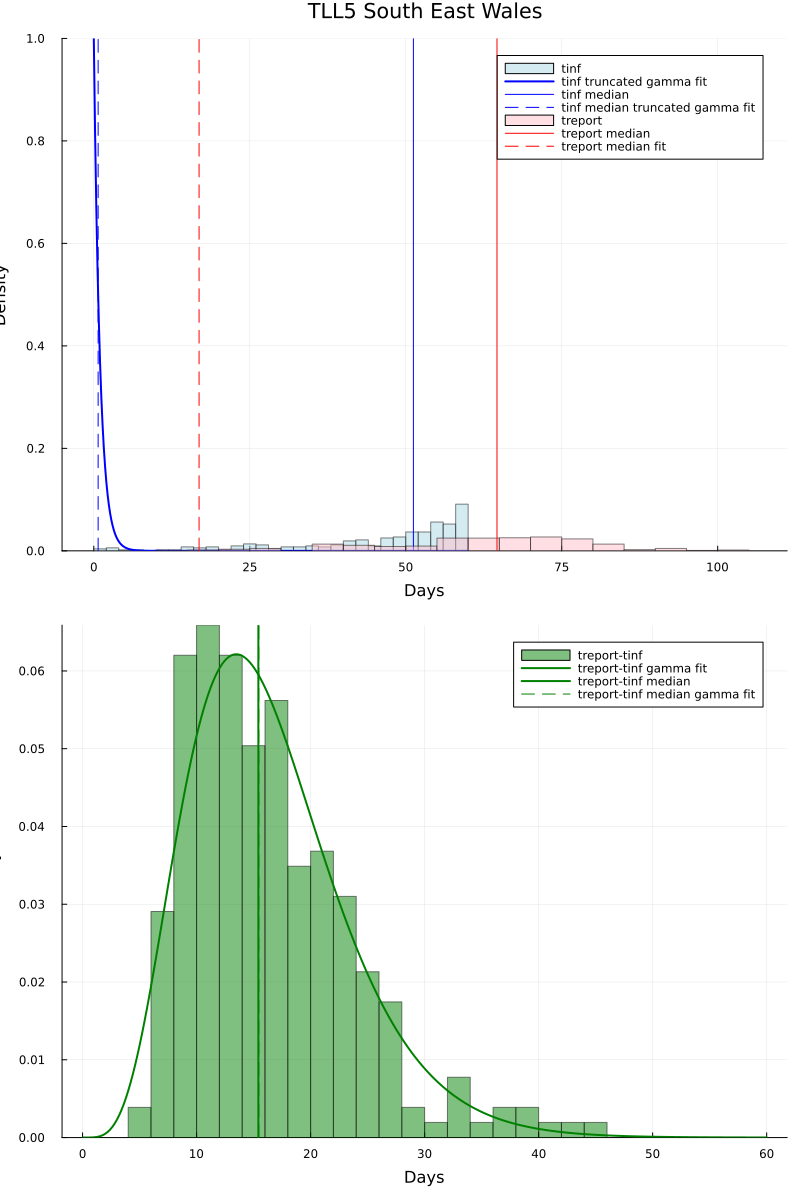 TLL5 South East Wales
1.0
0.8
0.6
0.4
0.2
0.0
Density
tinf
tinf truncated gamma fit
tinf median
tinf median truncated gamma fit
treport
treport median
treport median fit
0 25 50 75 100
Days
0.06
0.05
0.04
0.03
0.02
0.01
0.00
treport-tinf
treport-tinf gamma fit
treport-tinf median
treport-tinf median gamma fit
0 10 20 30 40 50 60
Days